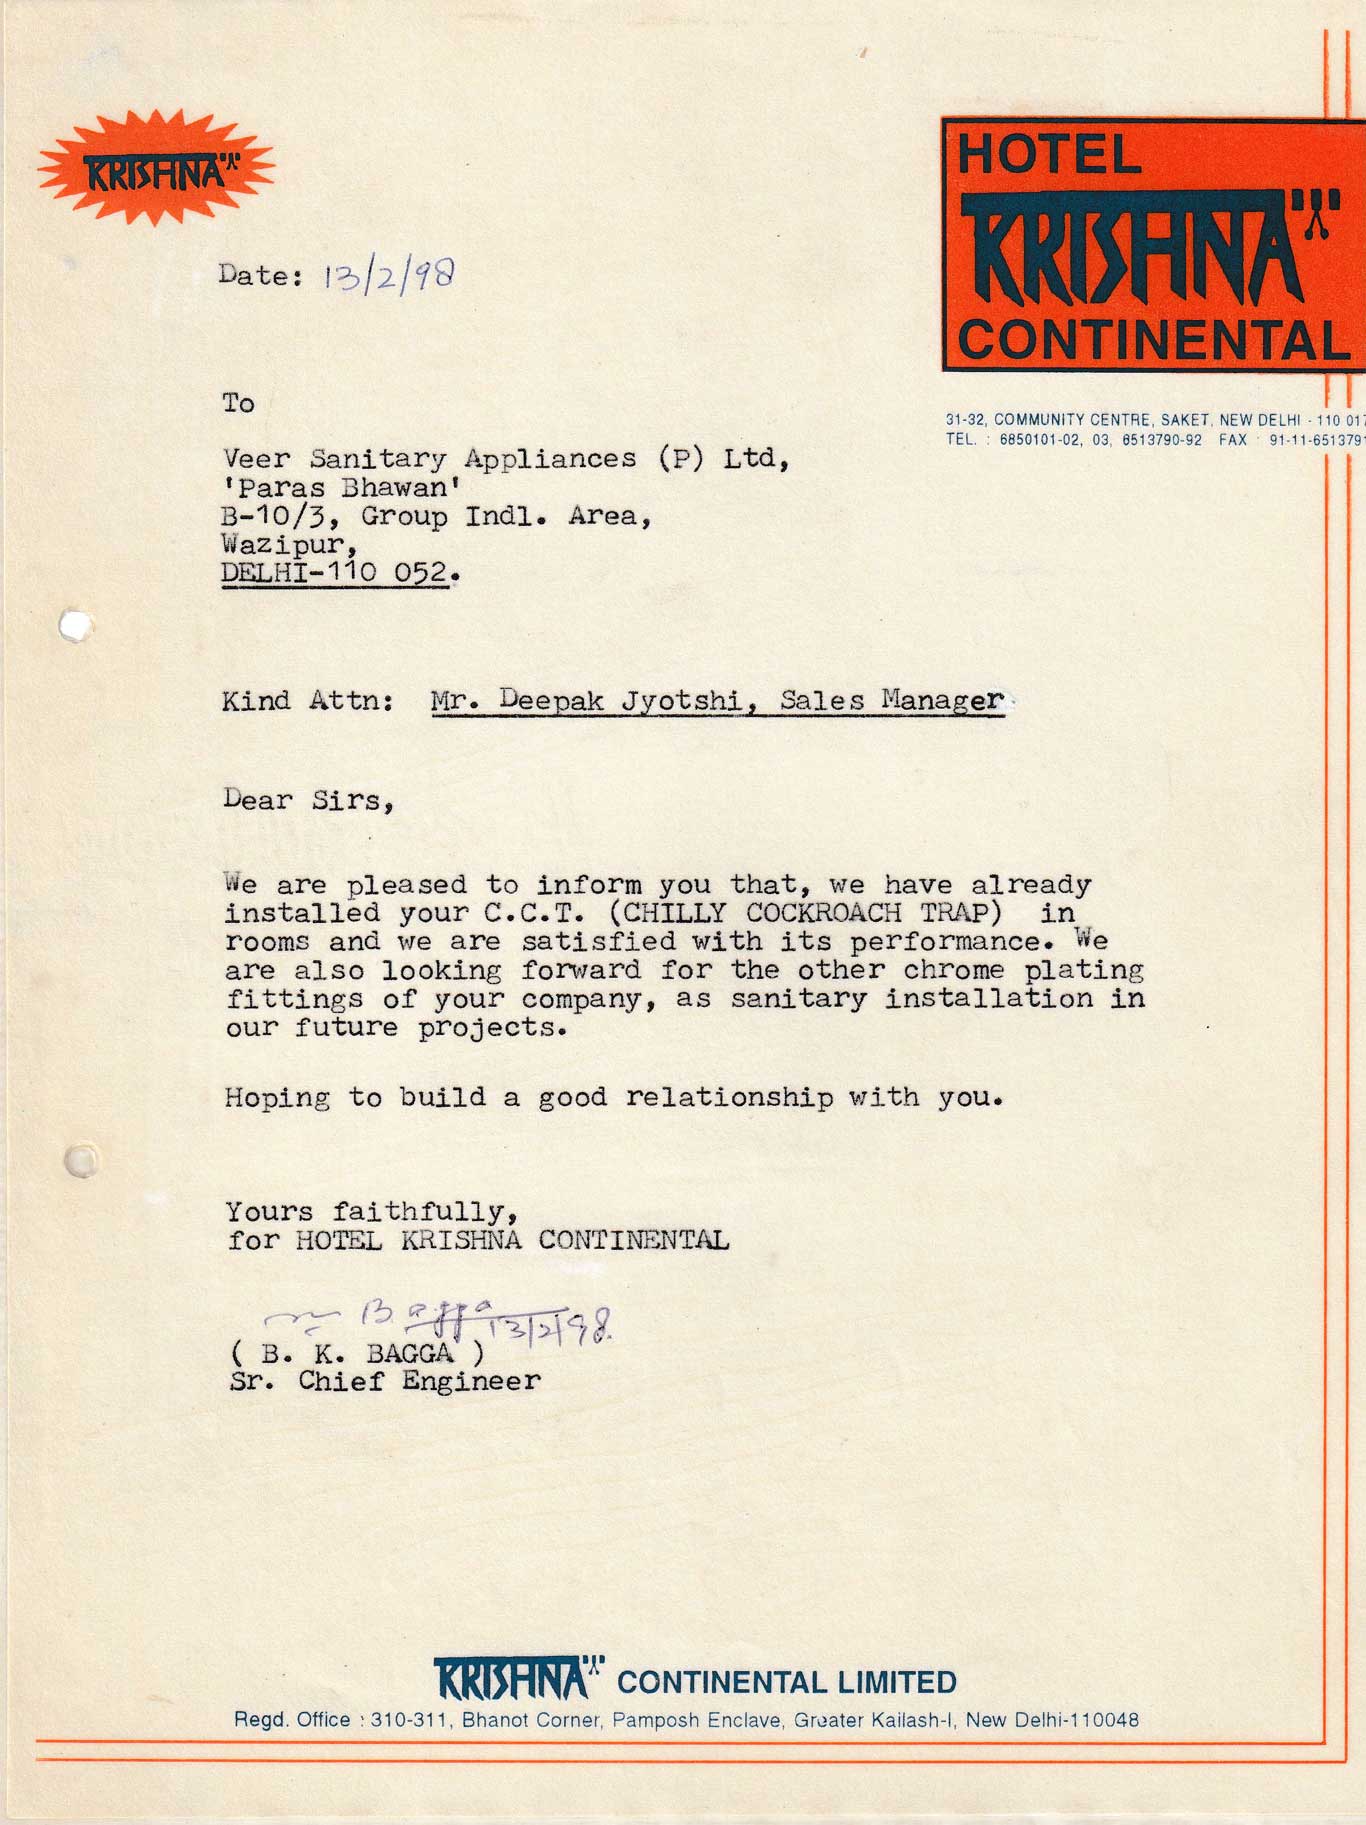 KRISHNA
HOTEL
KRISHNA
CONTINENTAL
31-32, COMMUNITY CENTRE, SAKET, NEW DELHI - 110 017
TEL. : 6850101-02, 03, 6513790-92 FAX : 91-11-6513791
Date: 13/2/98
To
Veer Sanitary Appliances (P) Ltd,
'Paras Bhawan'
B-10/3, Group Indl. Area,
Wazipur,
DELHI-110 052.
Kind Attn: Mr. Deepak Jyotshi, Sales Manager
Dear Sirs,
We are pleased to inform you that, we have already
installed your C.C.T. (CHILLY COCKROACH TRAP) in
rooms and we are satisfied with its performance. We
are also looking forward for the other chrome plating
fittings of your company, as sanitary installation in
our future projects.
Hoping to build a good relationship with you.
Yours faithfully,
for HOTEL KRISHNA CONTINENTAL
Bagga 13/2/98.
( B. K. BAGGA )
Sr. Chief Engineer
KRISHNA CONTINENTAL LIMITED
Regd. Office : 310-311, Bhanot Corner, Pamposh Enclave, Greater Kailash-I, New Delhi-110048